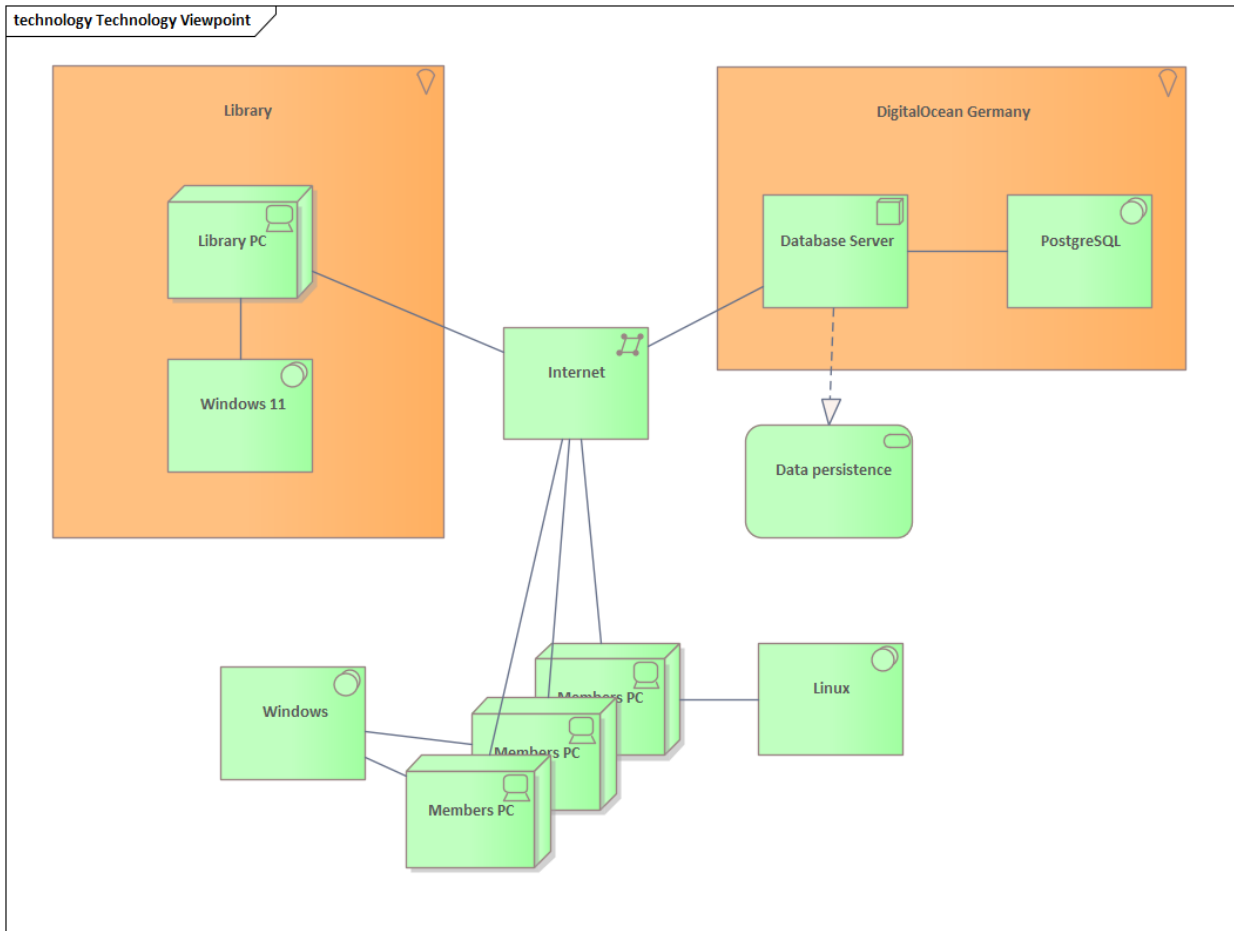 technology Technology Viewpoint
Library
DigitalOcean Germany
Library PC
Database Server
PostgreSQL
Internet
Windows 11
Data persistence
Members PC
Linux
Windows
Members PC
Members PC